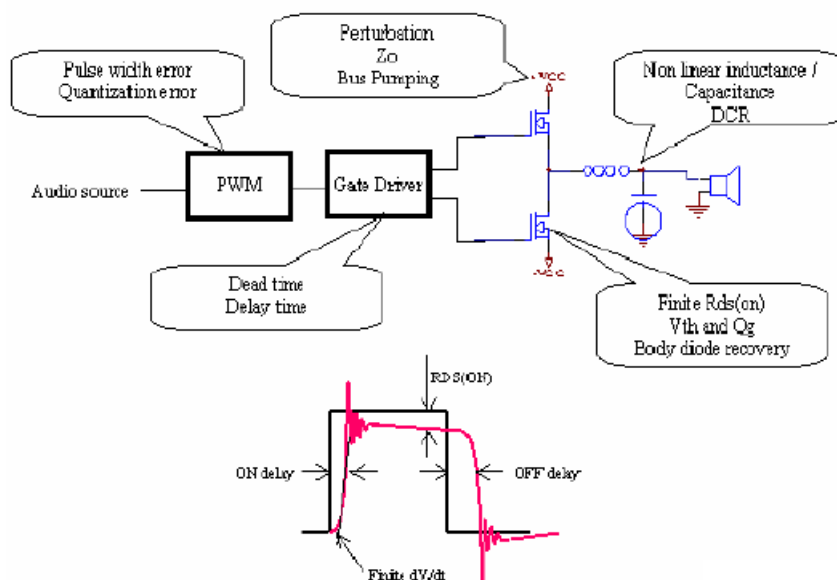 Perturbation
Zo
Bus Pumping
Pulse width error
Quantization error
Non linear inductance /
Capacitance
DCR
+VCC
Audio source
PWM
Gate Driver
-VCC
Dead time
Delay time
Finite Rds(on)
Vth and Qg
Body diode recovery
RDS(ON)
ON delay
OFF delay
Finite dV/dt